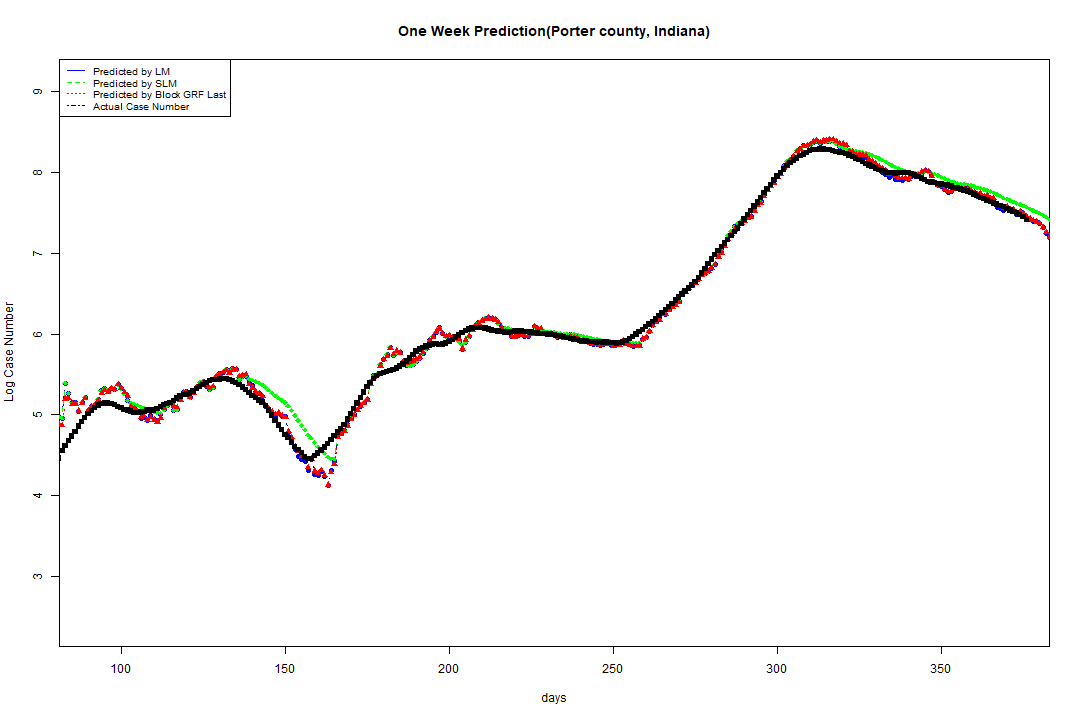 One Week Prediction(Porter county, Indiana)
Predicted by LM
Predicted by SLM
Predicted by Block GRF Last
Actual Case Number
Log Case Number
9
8
7
6
5
4
3
100 150 200 250 300 350
days